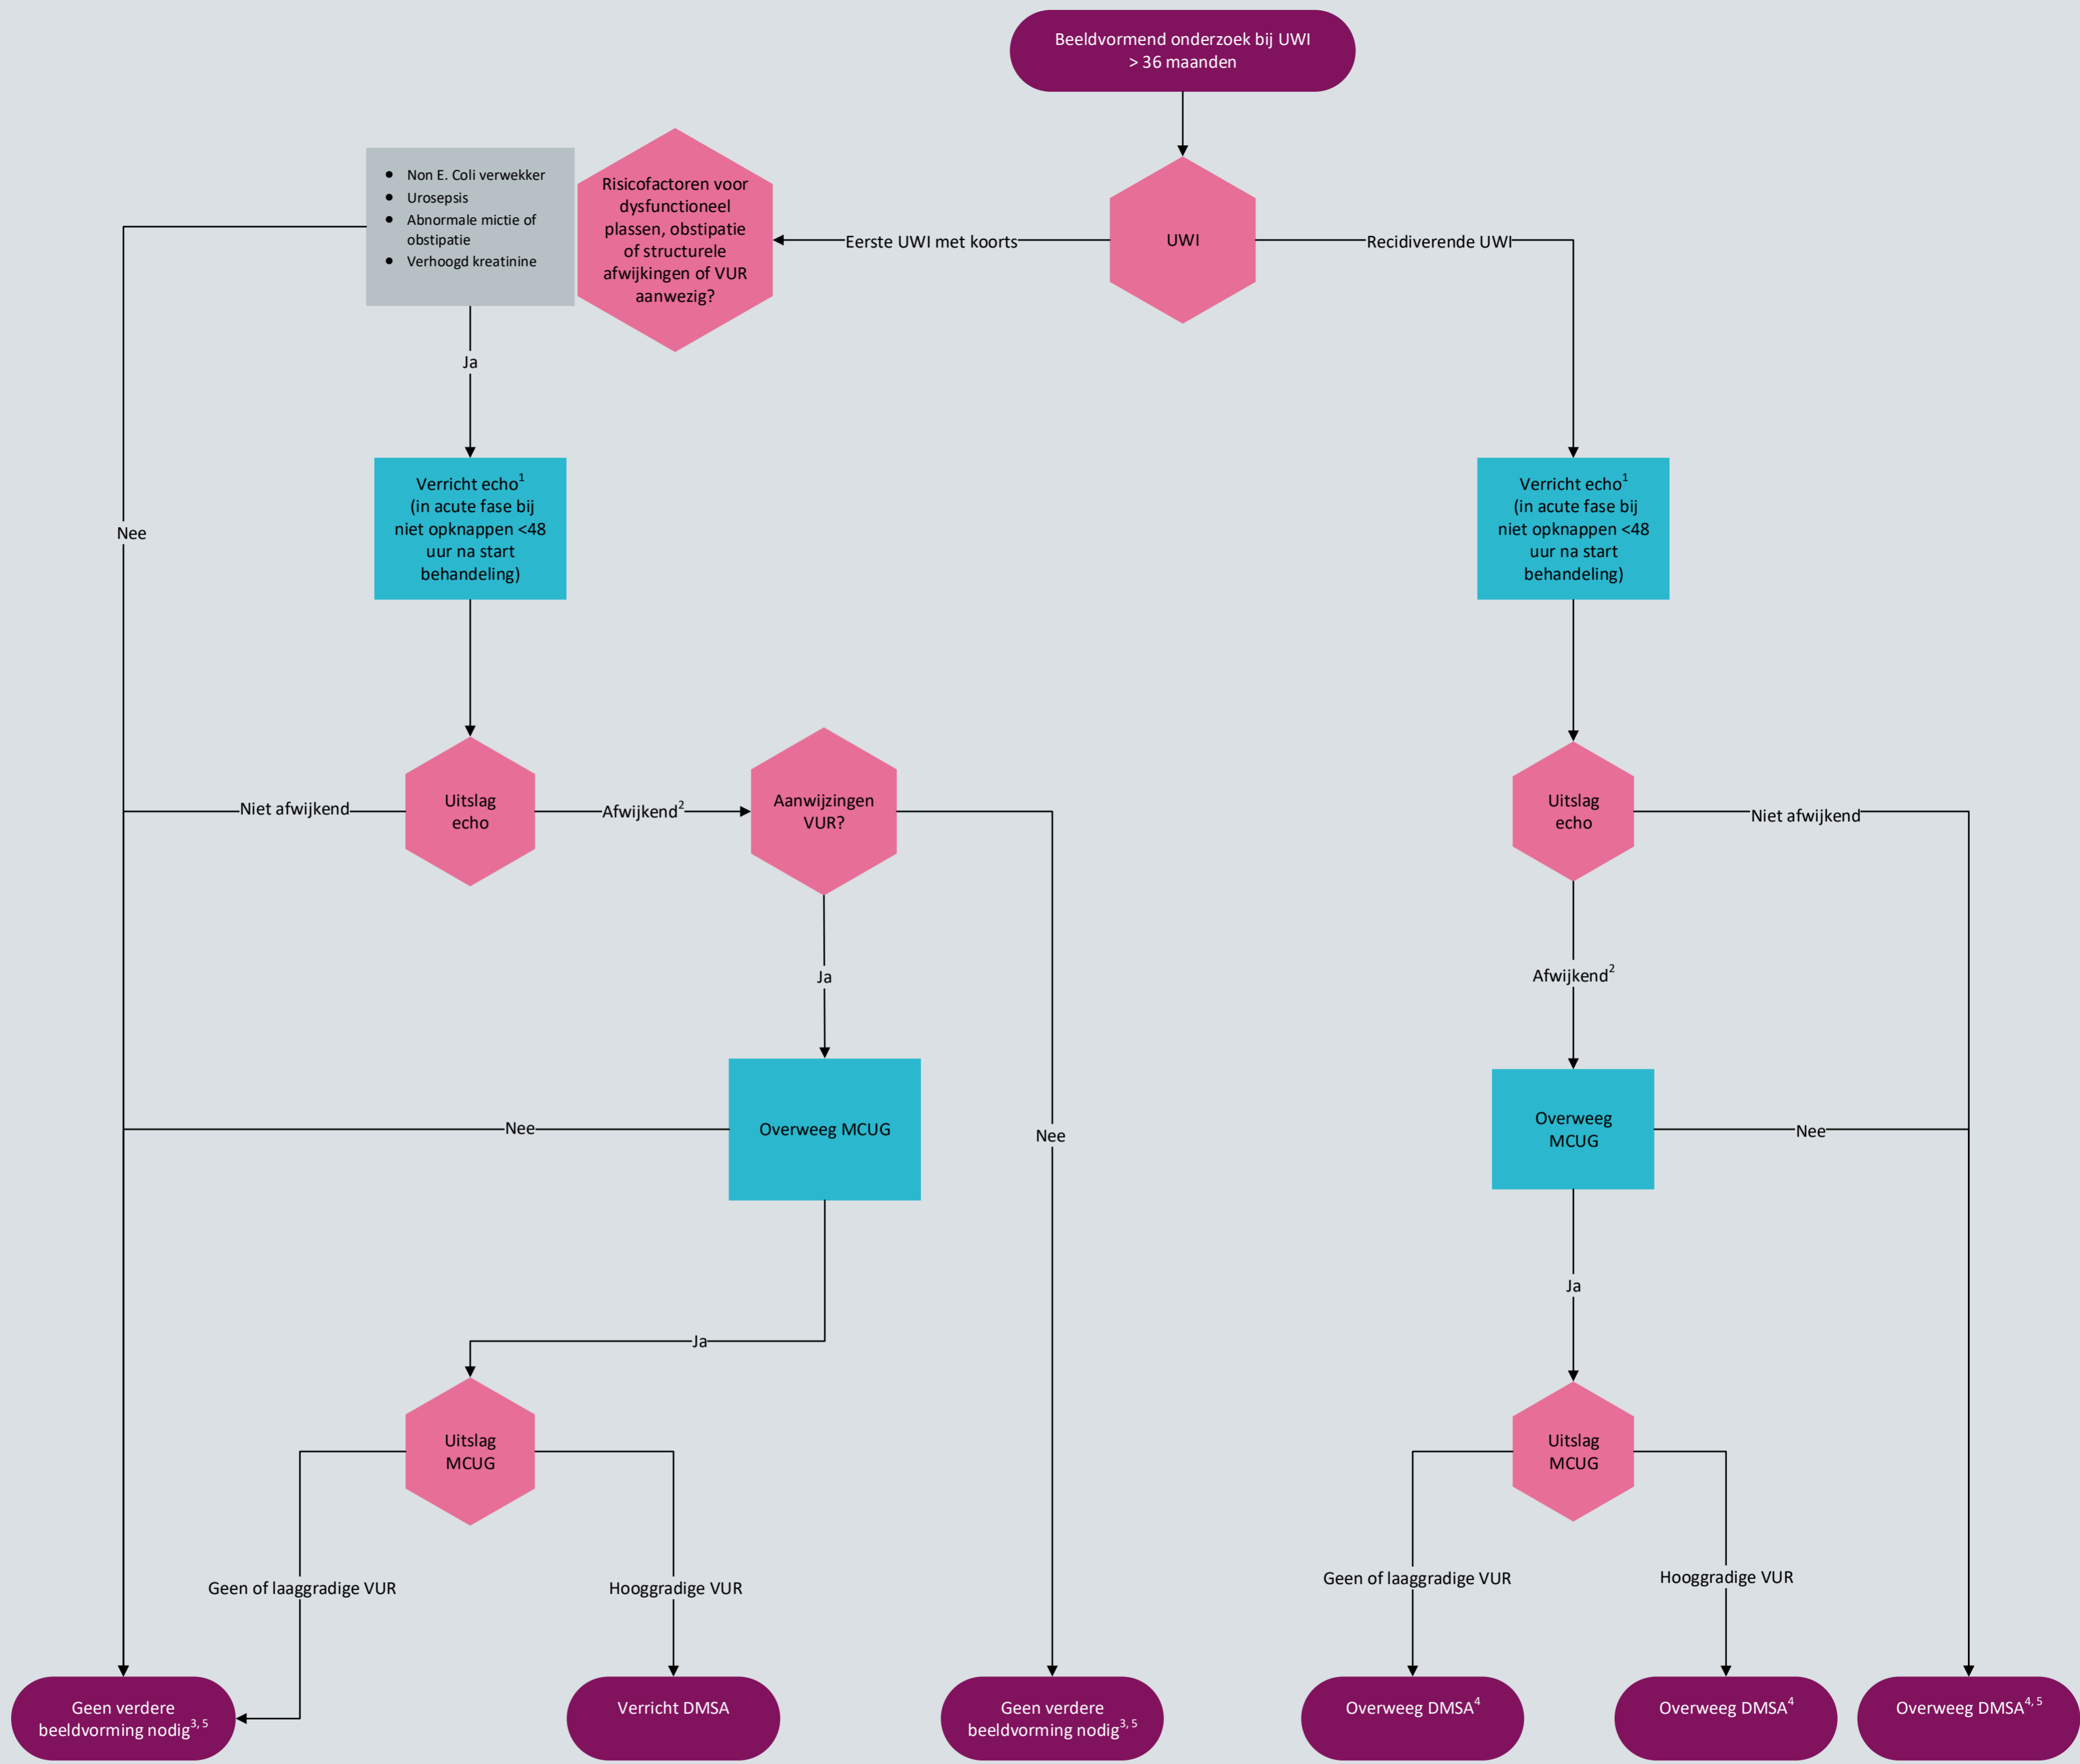 Beeldvormend onderzoek bij UWI
> 36 maanden
● Non E. Coli verwekker
● Urosepsis
● Abnormale mictie of
obstipatie
● Verhoogd kreatinine
Risicofactoren voor
dysfunctioneel
plassen, obstipatie
of structurele
afwijkingen of VUR
aanwezig?
Eerste UWI met koorts
UWI
Recidiverende UWI
Ja
Nee
Verricht echo¹
(in acute fase bij
niet opknappen <48
uur na start
behandeling)
Verricht echo¹
(in acute fase bij
niet opknappen <48
uur na start
behandeling)
Niet afwijkend
Uitslag
echo
Afwijkend²
Aanwijzingen
VUR?
Uitslag
echo
Niet afwijkend
Ja
Afwijkend²
Nee
Overweeg MCUG
Nee
Overweeg
MCUG
Nee
Ja
Ja
Uitslag
MCUG
Uitslag
MCUG
Geen of laaggradige VUR
Hooggradige VUR
Geen of laaggradige VUR
Hooggradige VUR
Geen verdere
beeldvorming nodig³˒ ⁵
Verricht DMSA
Geen verdere
beeldvorming nodig³˒ ⁵
Overweeg DMSA⁴
Overweeg DMSA⁴
Overweeg DMSA⁴˒ ⁵